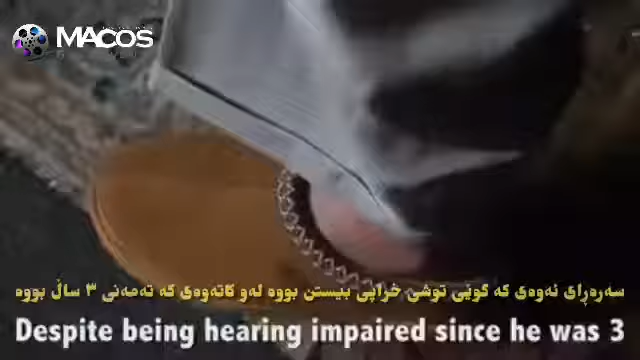 MACOS
سەرەڕای ئەوەی کە گوێی توشی خراپی بیستن بووە لەو کاتەوەی کە تەمەنی ٣ ساڵ بووە
Despite being hearing impaired since he was 3